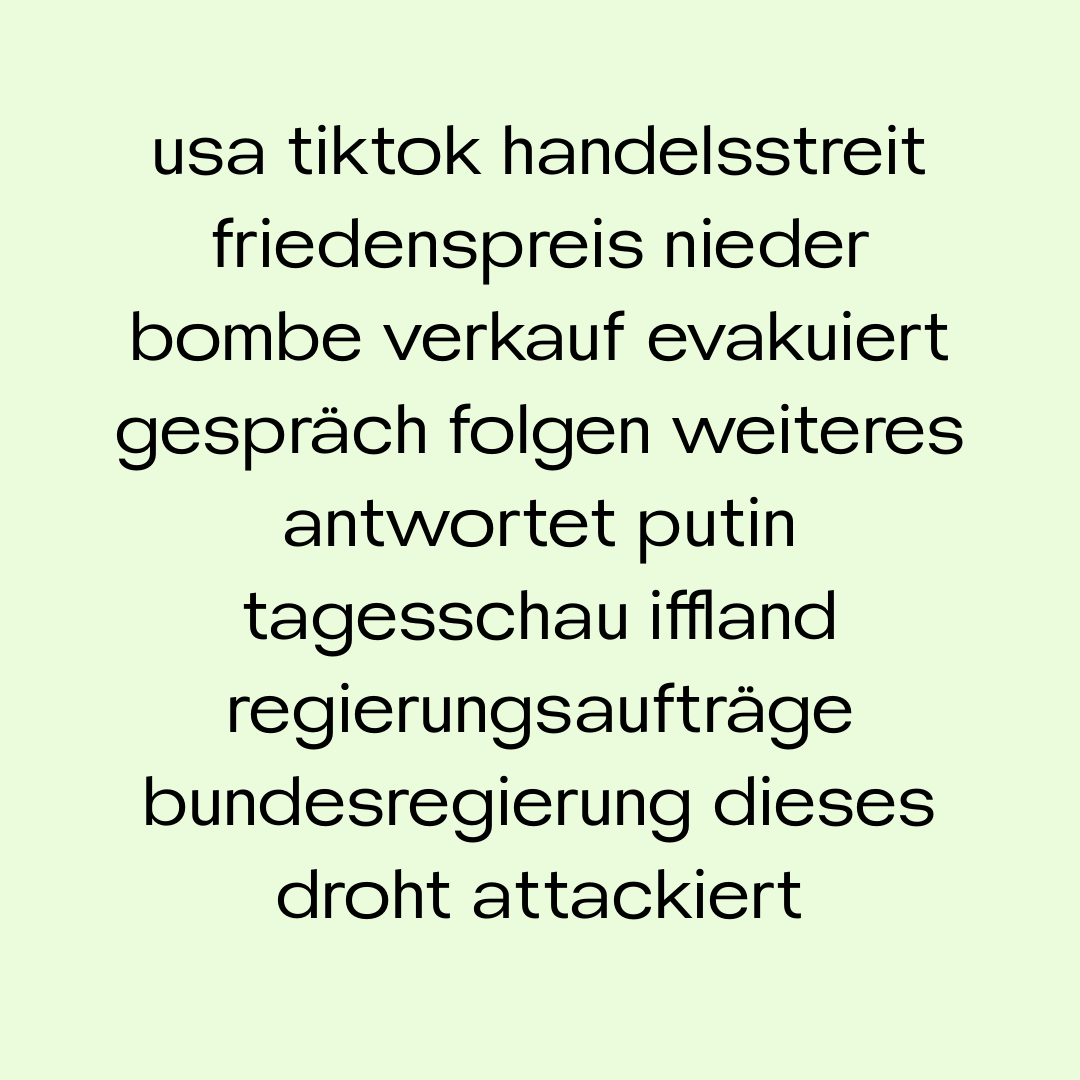 usa tiktok handelsstreit
friedenspreis nieder
bombe verkauf evakuiert
gespräch folgen weiteres
antwortet putin
tagesschau iffland
regierungsaufträge
bundesregierung dieses
droht attackiert